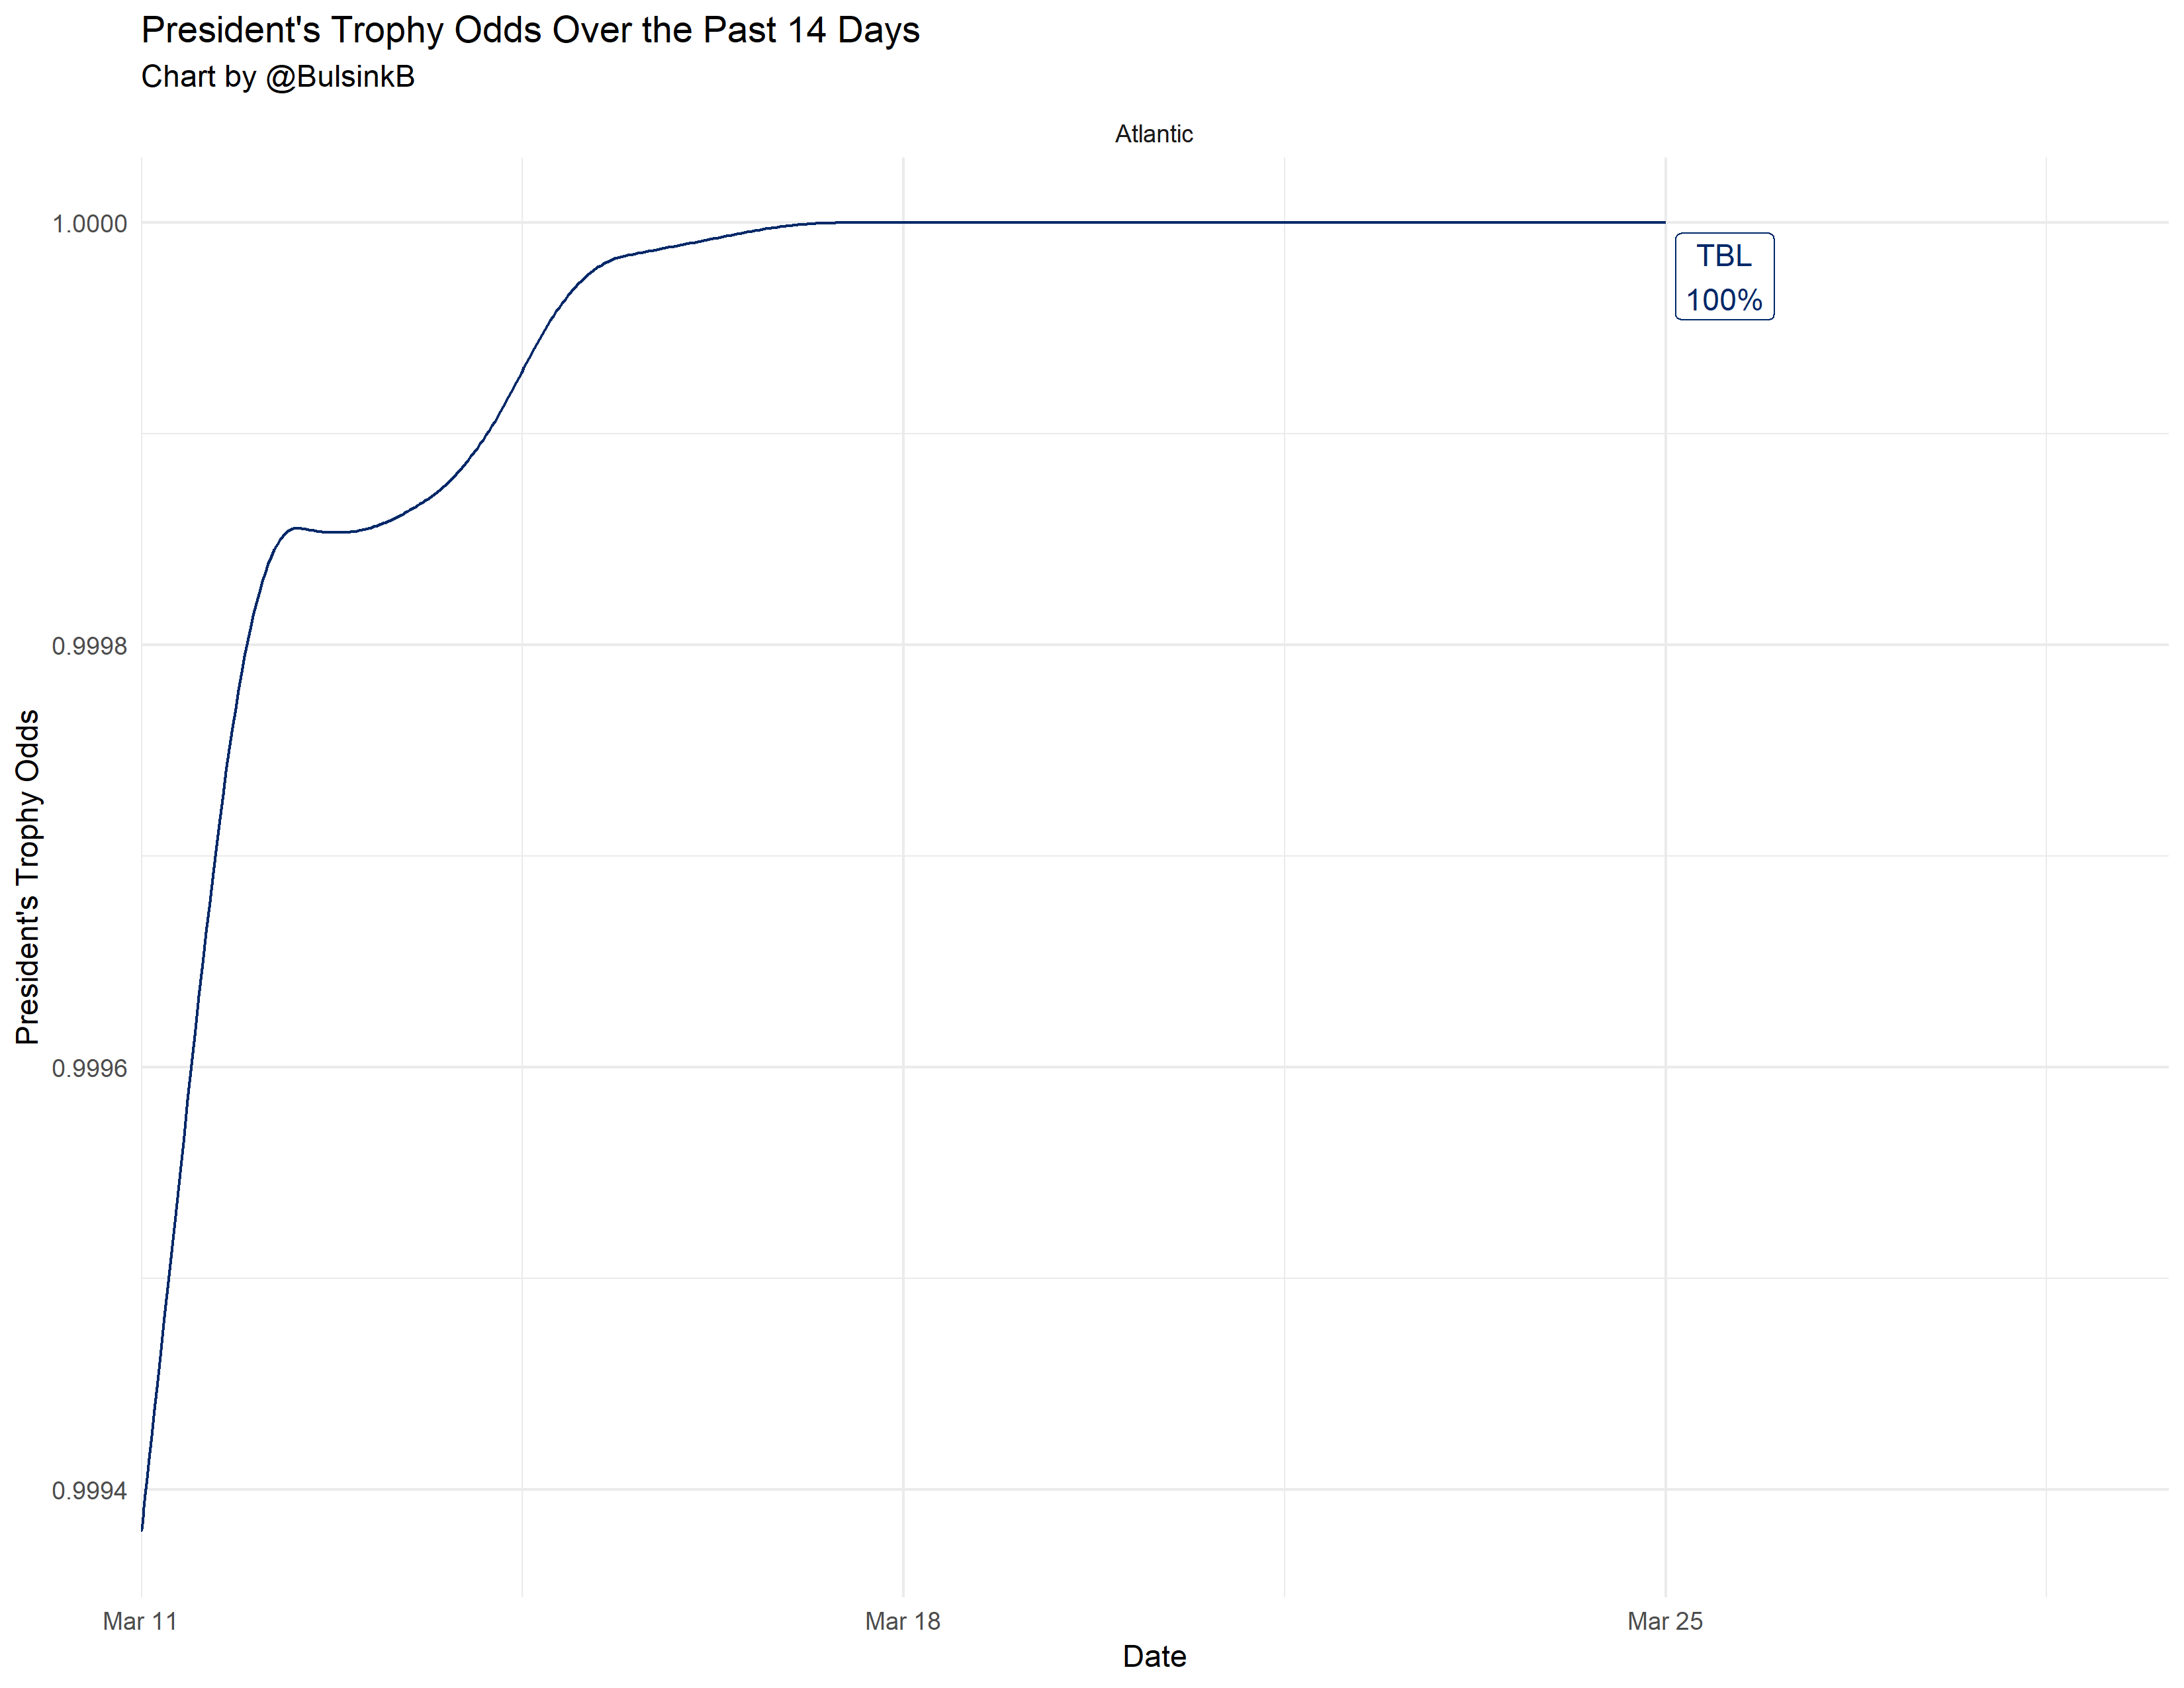 President's Trophy Odds Over the Past 14 Days
Chart by @BulsinkB
Atlantic
1.0000
TBL
100%
0.9998
President's Trophy Odds
0.9996
0.9994
Mar 11
Mar 18
Mar 25
Date